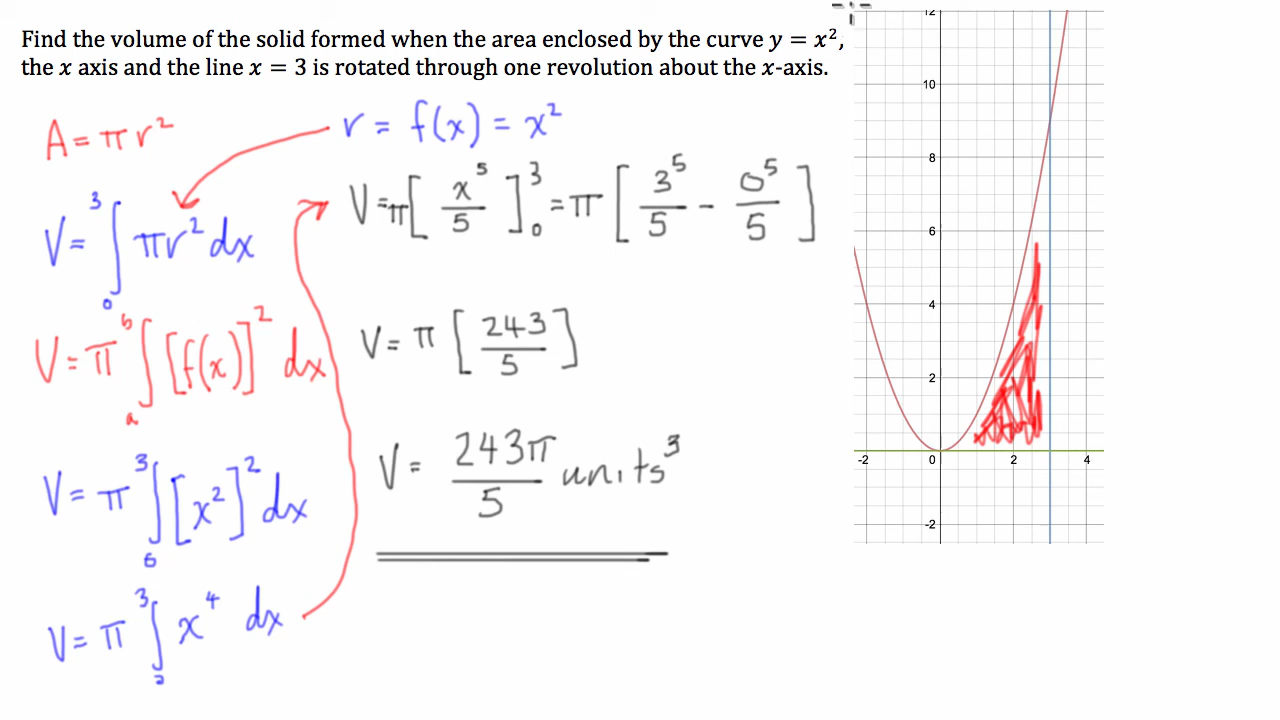 Find the volume of the solid formed when the area enclosed by the curve y = x²,
the x axis and the line x = 3 is rotated through one revolution about the x-axis.
A = πr²
r = f(x) = x²
V = ∫₀³ πr² dx
V = π ∫ₐᵇ [f(x)]² dx
V = π ∫₀³ [x²]² dx
V = π ∫₀³ x⁴ dx
V = π [x⁵/5]₀³ = π [3⁵/5 - 0⁵/5]
V = π [243/5]
V = 243π/5 units³
12
10
8
6
4
2
-2 0 2 4
-2